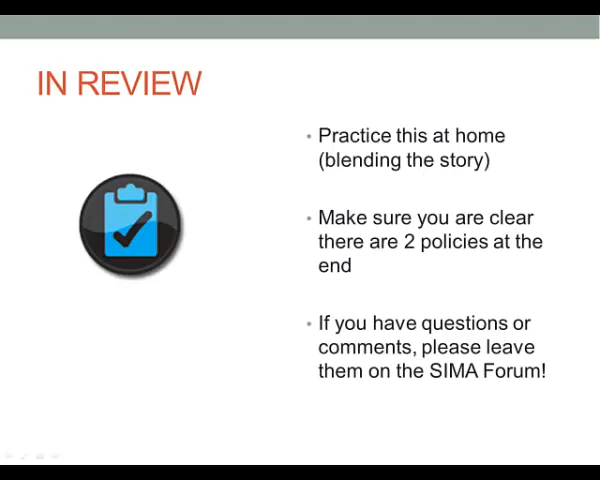 IN REVIEW
• Practice this at home
(blending the story)
• Make sure you are clear
there are 2 policies at the
end
• If you have questions or
comments, please leave
them on the SIMA Forum!